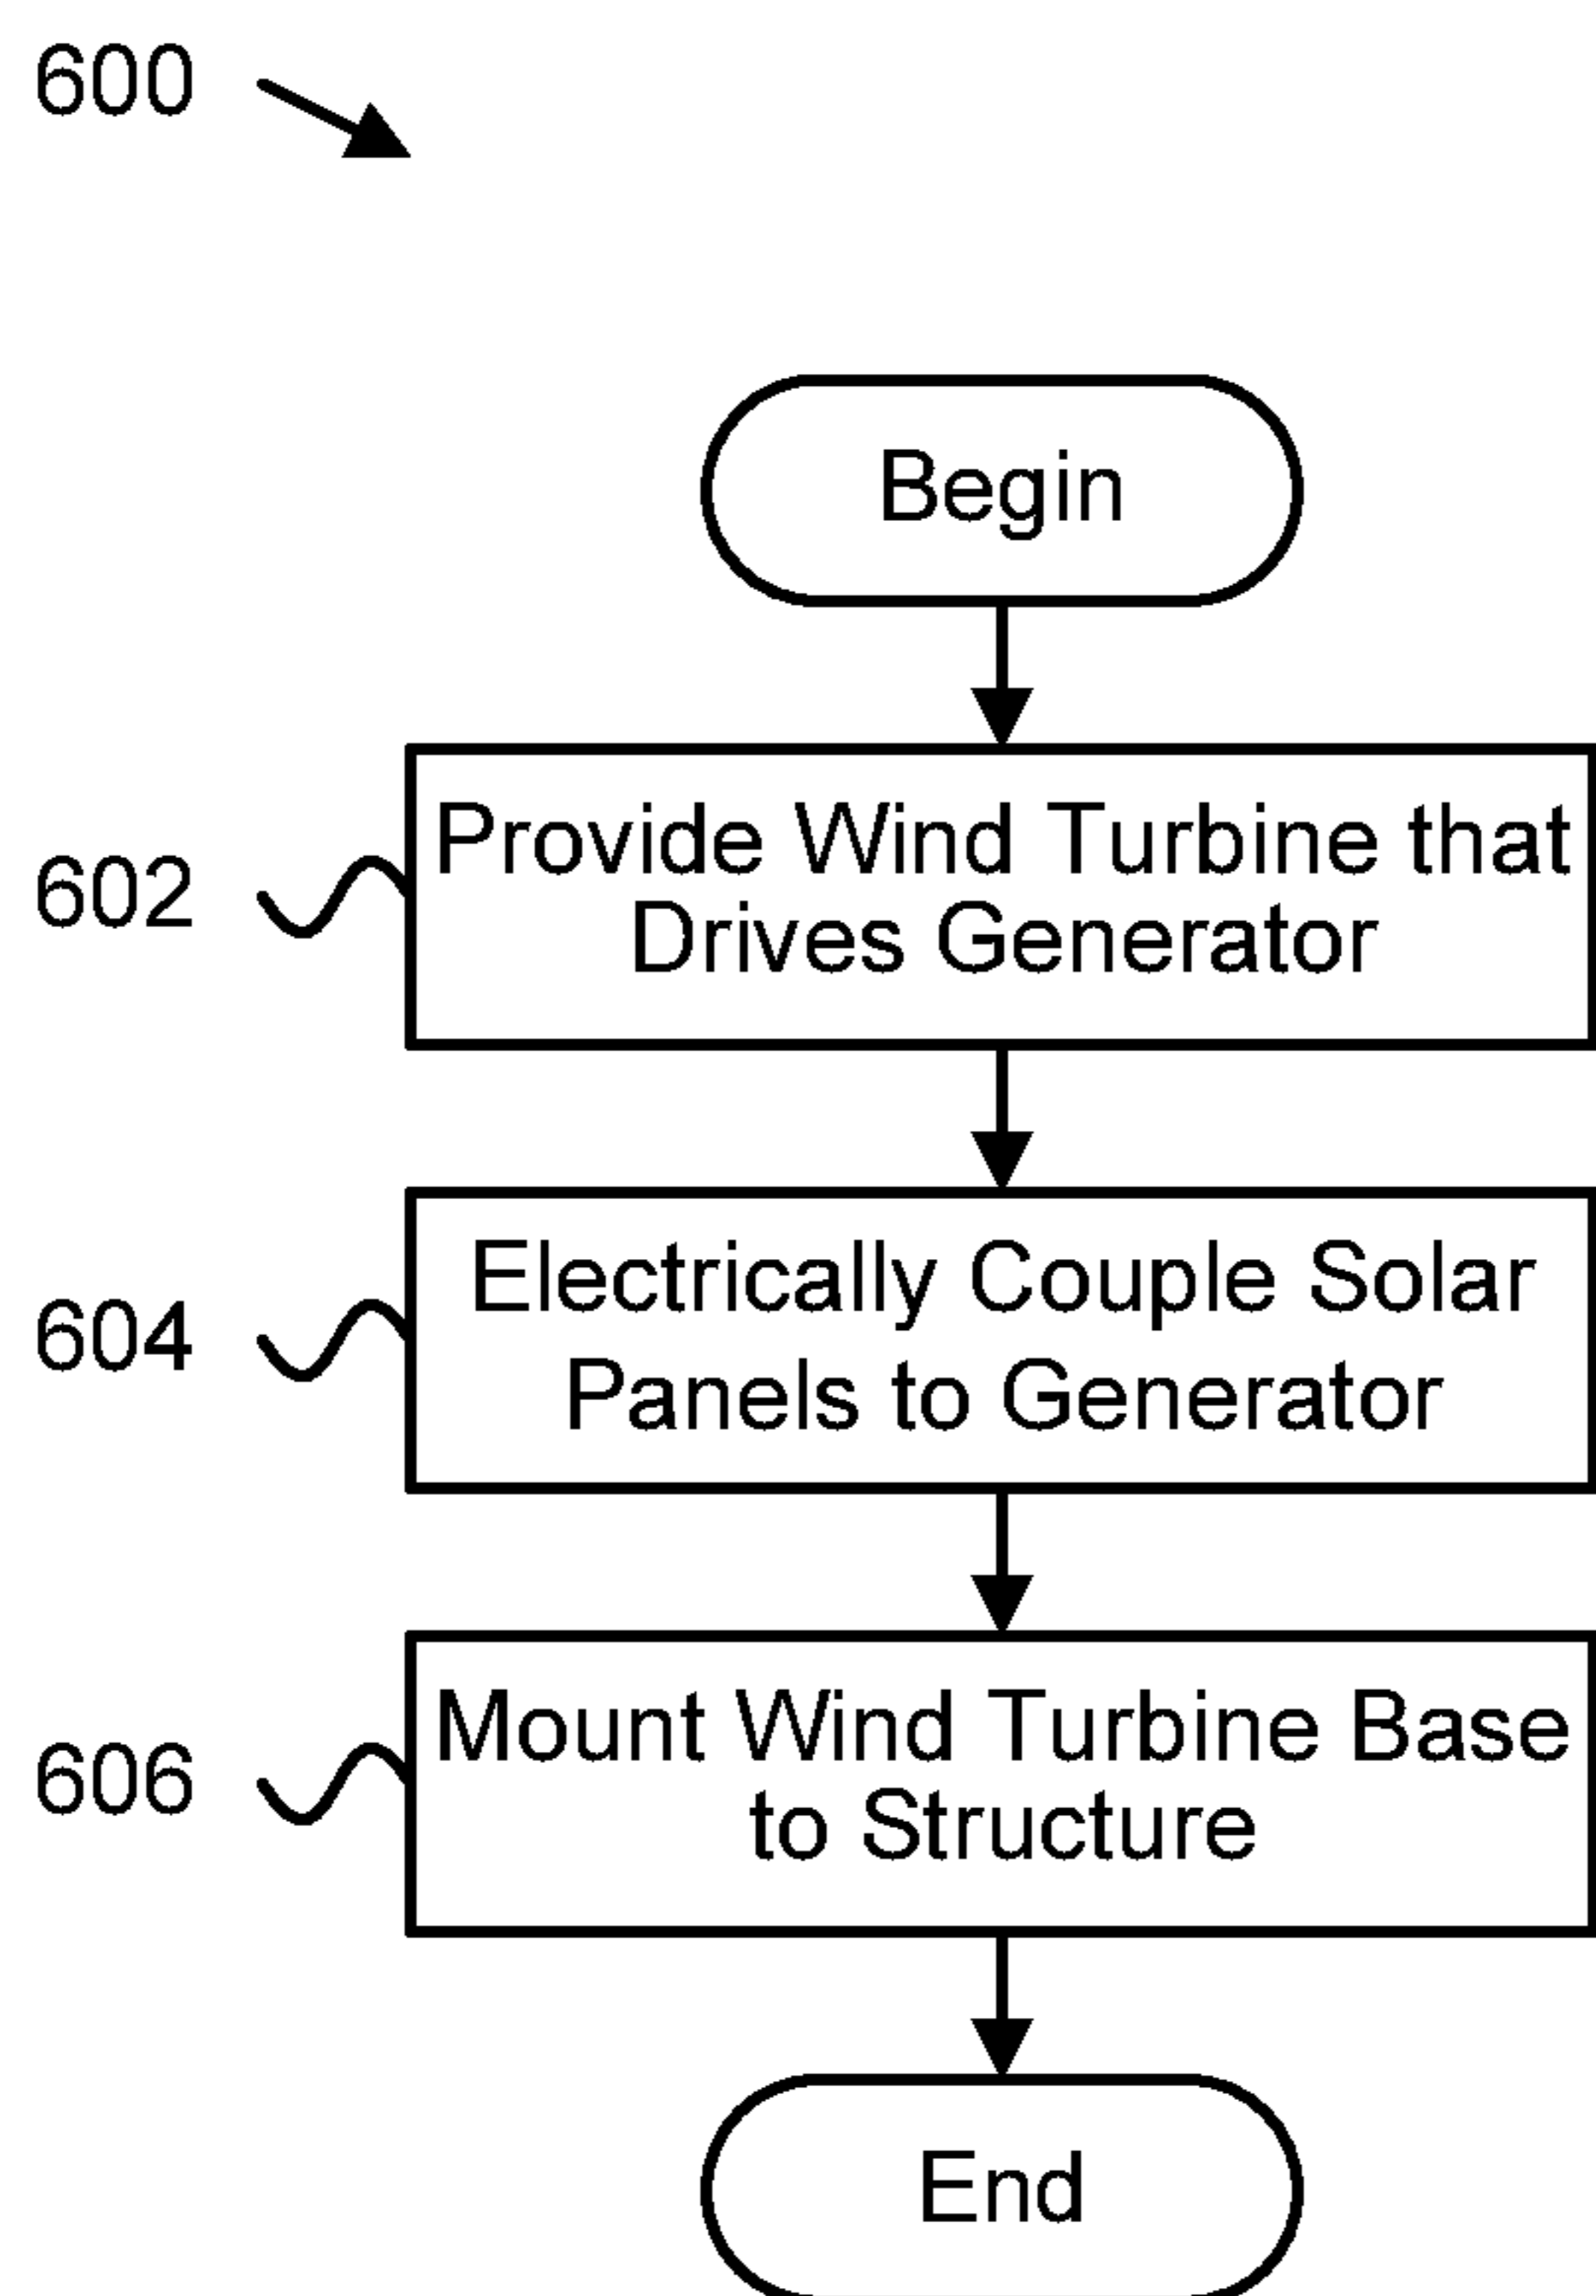 600
Begin
602
Provide Wind Turbine that
Drives Generator
604
Electrically Couple Solar
Panels to Generator
606
Mount Wind Turbine Base
to Structure
End